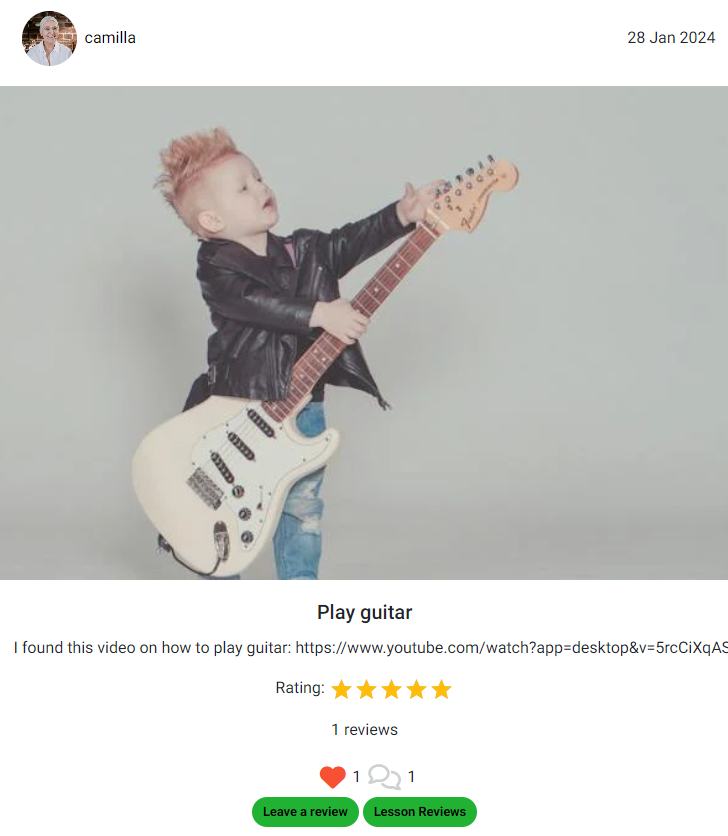 camilla
28 Jan 2024
Fender
Play guitar
I found this video on how to play guitar: https://www.youtube.com/watch?app=desktop&v=5rcCiXqAS
Rating:
1 reviews
1 1
Leave a review Lesson Reviews